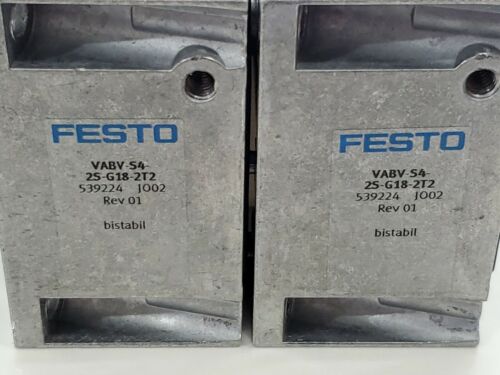 FESTO
VABV-S4-
2S-G18-2T2
539224 J002
Rev 01
bistabil
FESTO
VABV-S4-
2S-G18-2T2
539224 J002
Rev 01
bistabil